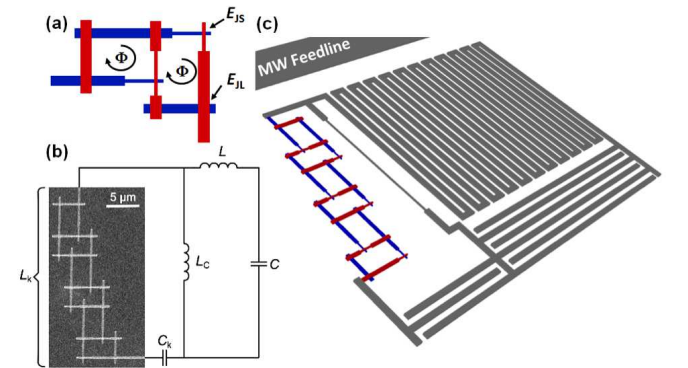 (a)
E_JS
Φ
Φ
E_JL
(b)
5 μm
L_k
L
L_C
C
C_k
(c)
MW Feedline